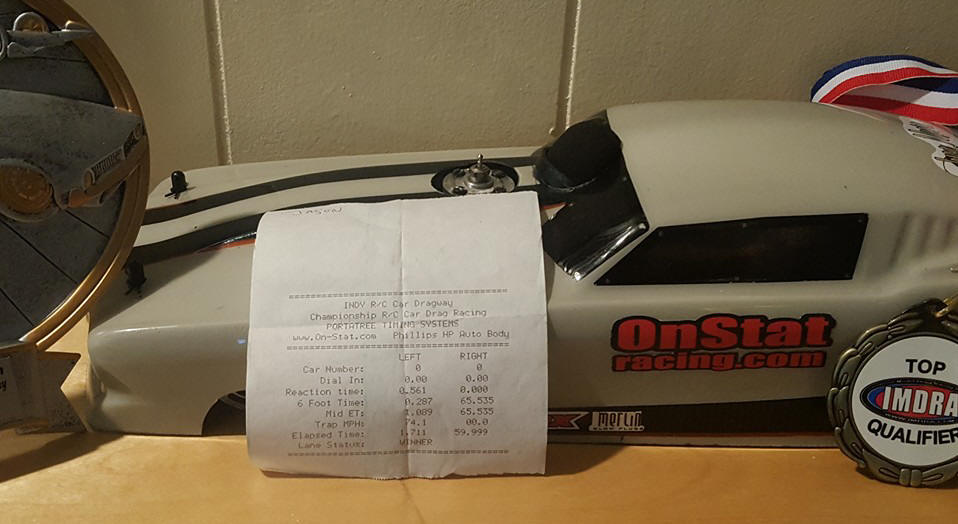 JASON
INDY R/C Car Dragway
Championship R/C Car Drag Racing
PORTATREE TIMING SYSTEMS
www.On-Stat.com Phillips HP Auto Body
LEFT RIGHT
Car Number: 0 0
Dial In: 0.00 0.00
Reaction time: 0.561 0.000
6 Foot Time: 0.287 65.535
Mid ET: 1.089 65.535
Trap MPH: 74.1 00.0
Elapsed Time: 1.711 59.999
Lane Status: WINNER
OnStat
racing.com
merlin
TOP
IMDRA
QUALIFIER